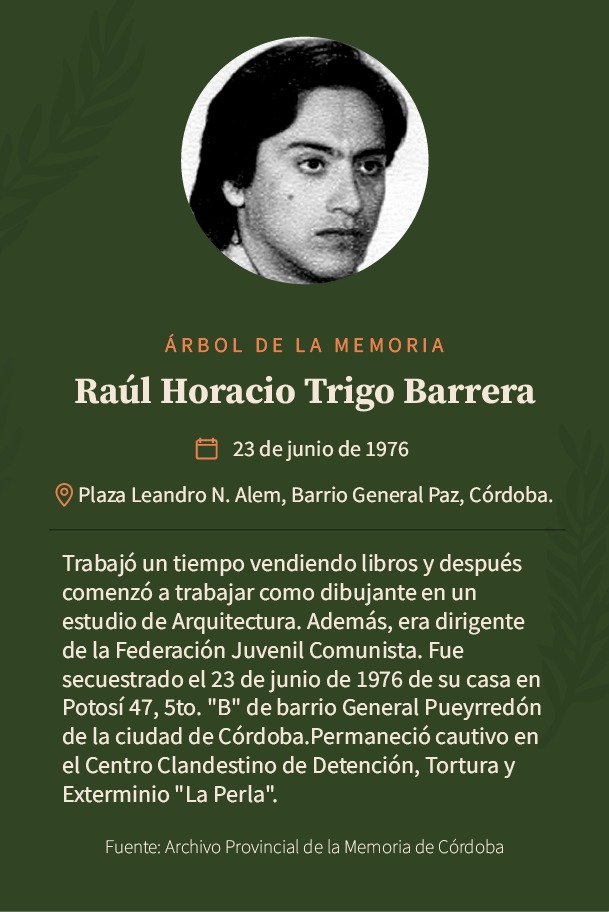 ÁRBOL DE LA MEMORIA
Raúl Horacio Trigo Barrera
23 de junio de 1976
Plaza Leandro N. Alem, Barrio General Paz, Córdoba.
Trabajó un tiempo vendiendo libros y después
comenzó a trabajar como dibujante en un
estudio de Arquitectura. Además, era dirigente
de la Federación Juvenil Comunista. Fue
secuestrado el 23 de junio de 1976 de su casa en
Potosí 47, 5to. "B" de barrio General Pueyrredón
de la ciudad de Córdoba.Permaneció cautivo en
el Centro Clandestino de Detención, Tortura y
Exterminio "La Perla".
Fuente: Archivo Provincial de la Memoria de Córdoba